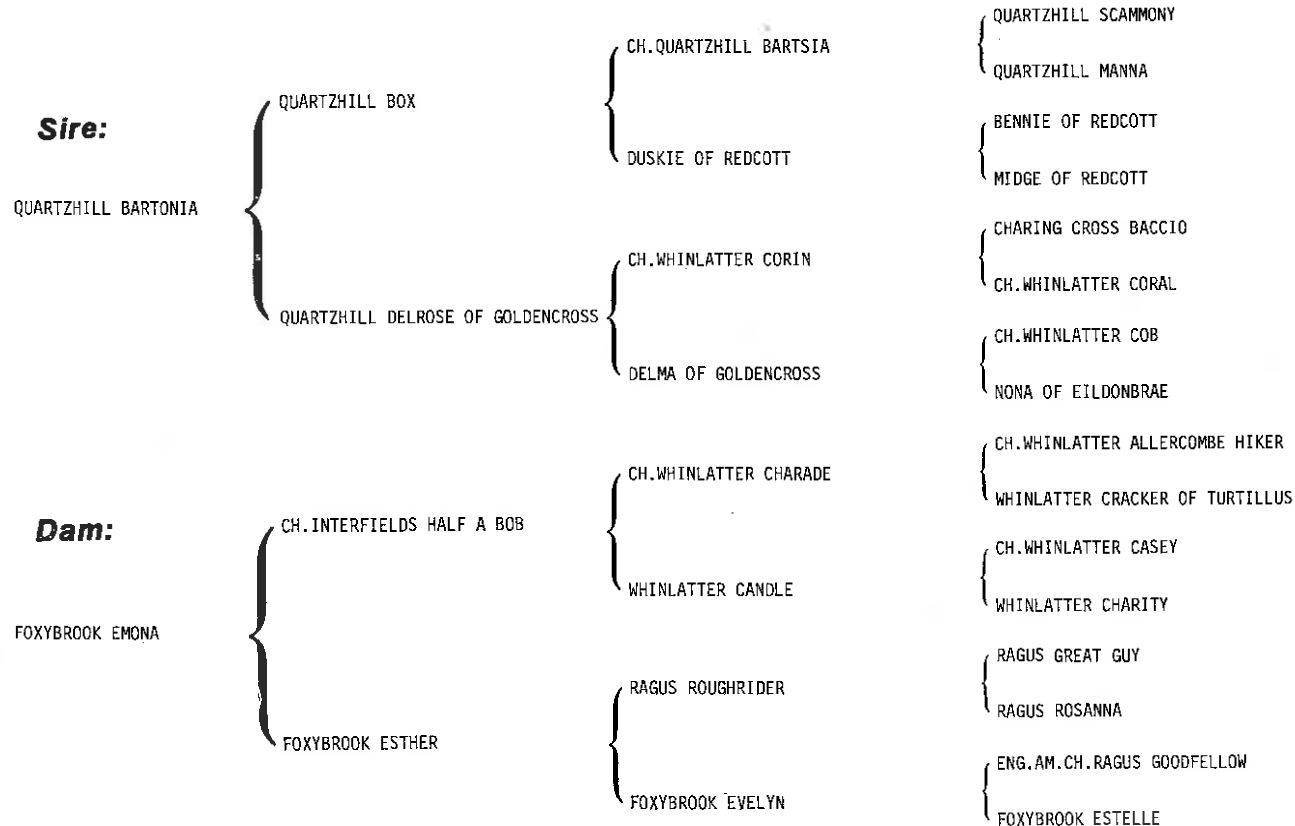 QUARTZHILL SCAMMONY
CH.QUARTZHILL BARTSIA
QUARTZHILL MANNA
QUARTZHILL BOX
Sire:
BENNIE OF REDCOTT
DUSKIE OF REDCOTT
MIDGE OF REDCOTT
QUARTZHILL BARTONIA
CHARING CROSS BACCIO
CH.WHINLATTER CORIN
CH.WHINLATTER CORAL
QUARTZHILL DELROSE OF GOLDENCROSS
CH.WHINLATTER COB
DELMA OF GOLDENCROSS
NONA OF EILDONBRAE
CH.WHINLATTER ALLERCOMBE HIKER
CH.WHINLATTER CHARADE
WHINLATTER CRACKER OF TURTILLUS
Dam:
CH.INTERFIELDS HALF A BOB
CH.WHINLATTER CASEY
WHINLATTER CANDLE
WHINLATTER CHARITY
FOXYBROOK EMONA
RAGUS GREAT GUY
RAGUS ROUGHRIDER
RAGUS ROSANNA
FOXYBROOK ESTHER
ENG.AM.CH.RAGUS GOODFELLOW
FOXYBROOK EVELYN
FOXYBROOK ESTELLE